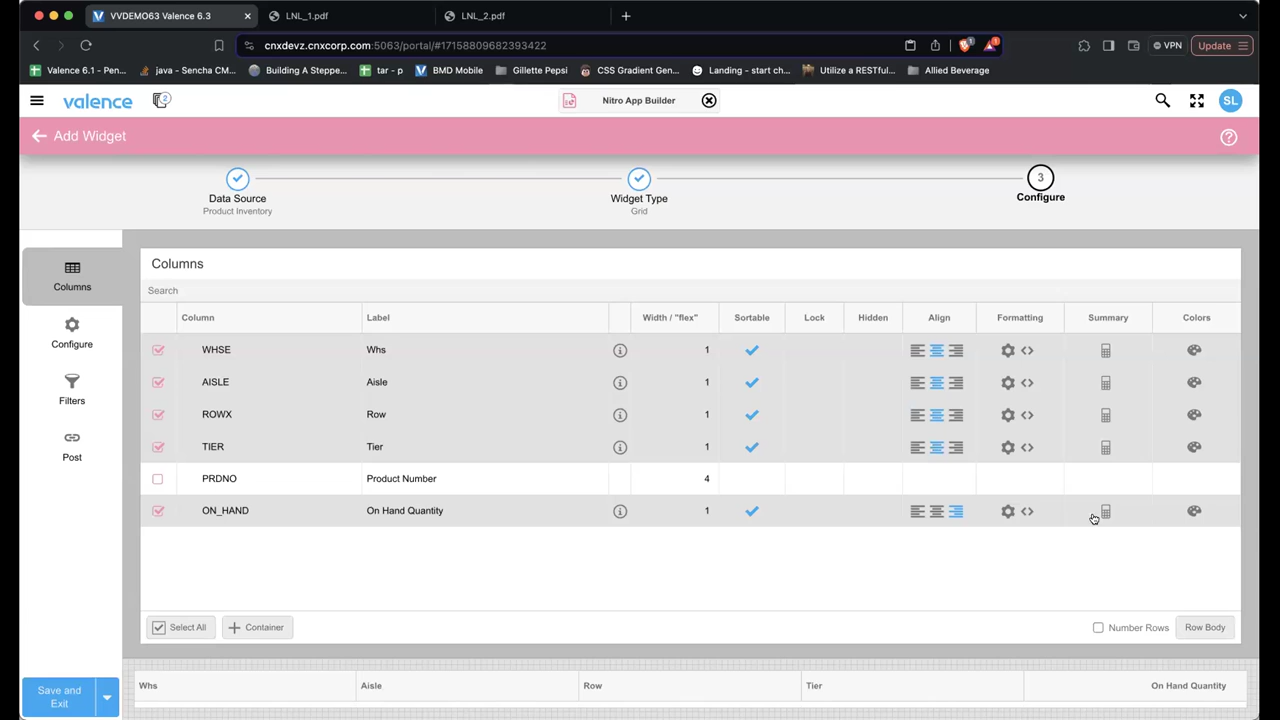 VVDEMO63 Valence 6.3
LNL_1.pdf
LNL_2.pdf
cnxdevz.cnxcorp.com:5063/portal/#17158809682393422
VPN
Update
Valence 6.1 - Pen...
java - Sencha CM...
Building A Steppe...
tar - p
BMD Mobile
Gillette Pepsi
CSS Gradient Gen...
Landing - start ch...
Utilize a RESTful...
Allied Beverage
valence
2
Nitro App Builder
SL
Add Widget
Data Source
Product Inventory
Widget Type
Grid
3
Configure
Columns
Configure
Filters
Post
Columns
Search
Column Label Width / "flex" Sortable Lock Hidden Align Formatting Summary Colors
WHSE Whs 1
AISLE Aisle 1
ROWX Row 1
TIER Tier 1
PRDNO Product Number 4
ON_HAND On Hand Quantity 1
Select All
Container
Number Rows
Row Body
Save and
Exit
Whs Aisle Row Tier On Hand Quantity